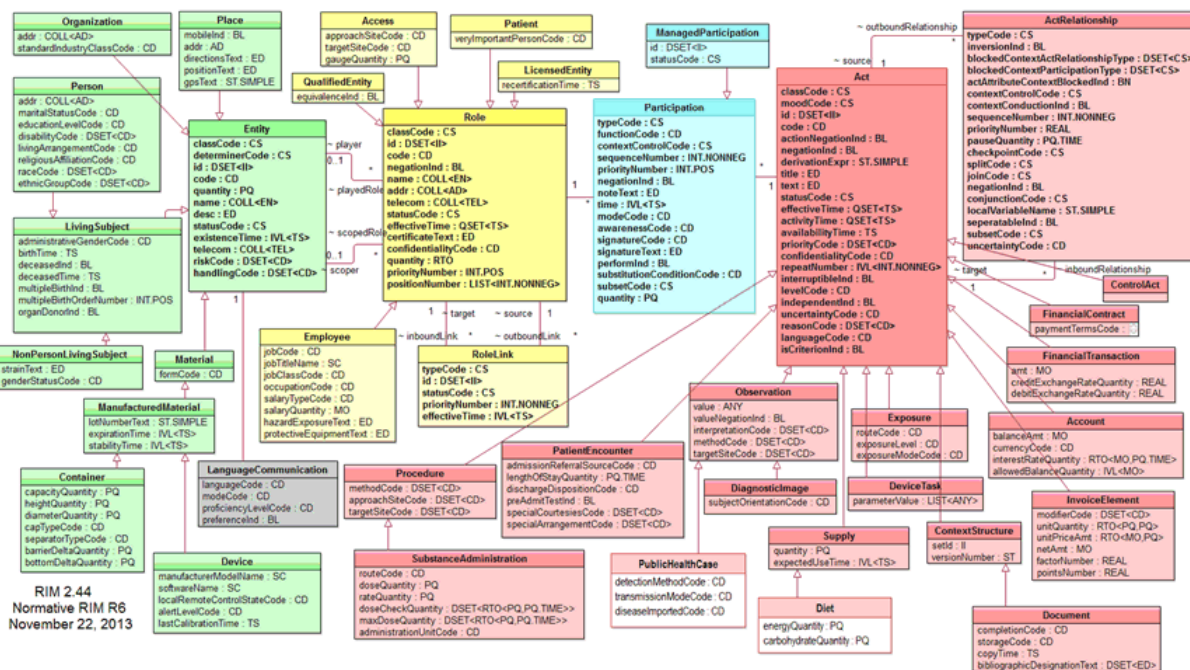 Organization
addr : COLL<AD>
standardIndustryClassCode : CD
Place
mobileInd : BL
addr : AD
directionsText : ED
positionText : ED
gpsText : ST.SIMPLE
Access
approachSiteCode : CD
targetSiteCode : CD
gaugeQuantity : PQ
Patient
veryImportantPersonCode : CD
LicensedEntity
recertificationTime : TS
QualifiedEntity
equivalenceInd : BL
ManagedParticipation
id : DSET<II>
statusCode : CS
~ outboundRelationship
*
~ source
1
ActRelationship
typeCode : CS
inversionInd : BL
blockedContextActRelationshipType : DSET<CS>
blockedContextParticipationType : DSET<CS>
actAttributeContextBlockedInd : BN
contextControlCode : CS
contextConductionInd : BL
sequenceNumber : INT.NONNEG
priorityNumber : REAL
pauseQuantity : PQ.TIME
checkpointCode : CS
splitCode : CS
joinCode : CS
negationInd : BL
conjunctionCode : CS
localVariableName : ST.SIMPLE
seperatableInd : BL
subsetCode : CS
uncertaintyCode : CD
Person
addr : COLL<AD>
maritalStatusCode : CD
educationLevelCode : CD
disabilityCode : DSET<CD>
livingArrangementCode : CD
religiousAffiliationCode : CD
raceCode : DSET<CD>
ethnicGroupCode : DSET<CD>
Entity
classCode : CS
determinerCode : CS
id : DSET<II>
code : CD
quantity : PQ
name : COLL<EN>
desc : ED
statusCode : CS
existenceTime : IVL<TS>
telecom : COLL<TEL>
riskCode : DSET<CD>
handlingCode : DSET<CD>
~ player
0..1
*
~ playedRole
~ scopedRole
*
0..1
~ scoper
Role
classCode : CS
id : DSET<II>
code : CD
negationInd : BL
name : COLL<EN>
addr : COLL<AD>
telecom : COLL<TEL>
statusCode : CS
effectiveTime : QSET<TS>
certificateText : ED
confidentialityCode : CD
quantity : RTO
priorityNumber : INT.POS
positionNumber : LIST<INT.NONNEG>
1
*
Participation
typeCode : CS
functionCode : CD
contextControlCode : CS
sequenceNumber : INT.NONNEG
priorityNumber : INT.POS
negationInd : BL
noteText : ED
time : IVL<TS>
modeCode : CD
awarenessCode : CD
signatureCode : CD
signatureText : ED
performInd : BL
substitutionConditionCode : CD
subsetCode : CS
quantity : PQ
*
1
Act
classCode : CS
moodCode : CS
id : DSET<II>
code : CD
actionNegationInd : BL
negationInd : BL
derivationExpr : ST.SIMPLE
title : ED
text : ED
statusCode : CS
effectiveTime : QSET<TS>
activityTime : QSET<TS>
availabilityTime : TS
priorityCode : DSET<CD>
confidentialityCode : CD
repeatNumber : IVL<INT.NONNEG>
interruptibleInd : BL
levelCode : CD
independentInd : BL
uncertaintyCode : CD
reasonCode : DSET<CD>
languageCode : CD
isCriterionInd : BL
~ target
1
*
inboundRelationship
ControlAct
FinancialContract
paymentTermsCode :
LivingSubject
administrativeGenderCode : CD
birthTime : TS
deceasedInd : BL
deceasedTime : TS
multipleBirthInd : BL
multipleBirthOrderNumber : INT.POS
organDonorInd : BL
1
1
~ target
~ source
1
~ inboundLink
*
~ outboundLink
*
Employee
jobCode : CD
jobTitleName : SC
jobClassCode : CD
occupationCode : CD
salaryTypeCode : CD
salaryQuantity : MO
hazardExposureText : ED
protectiveEquipmentText : ED
RoleLink
typeCode : CS
id : DSET<II>
statusCode : CS
priorityNumber : INT.NONNEG
effectiveTime : IVL<TS>
NonPersonLivingSubject
strainText : ED
genderStatusCode : CD
Material
formCode : CD
FinancialTransaction
amt : MO
creditExchangeRateQuantity : REAL
debitExchangeRateQuantity : REAL
ManufacturedMaterial
lotNumberText : ST.SIMPLE
expirationTime : IVL<TS>
stabilityTime : IVL<TS>
Observation
value : ANY
valueNegationInd : BL
interpretationCode : DSET<CD>
methodCode : DSET<CD>
targetSiteCode : DSET<CD>
Exposure
routeCode : CD
exposureLevel : CD
exposureModeCode : CD
Account
balanceAmt : MO
currencyCode : CD
interestRateQuantity : RTO<MO,PQ.TIME>
allowedBalanceQuantity : IVL<MO>
PatientEncounter
admissionReferralSourceCode : CD
lengthOfStayQuantity : PQ.TIME
dischargeDispositionCode : CD
preAdmitTestInd : BL
specialCourtesiesCode : DSET<CD>
specialArrangementCode : DSET<CD>
Container
capacityQuantity : PQ
heightQuantity : PQ
diameterQuantity : PQ
capTypeCode : CD
separatorTypeCode : CD
barrierDeltaQuantity : PQ
bottomDeltaQuantity : PQ
LanguageCommunication
languageCode : CD
modeCode : CD
proficiencyLevelCode : CD
preferenceInd : BL
Procedure
methodCode : DSET<CD>
approachSiteCode : DSET<CD>
targetSiteCode : DSET<CD>
DiagnosticImage
subjectOrientationCode : CD
DeviceTask
parameterValue : LIST<ANY>
InvoiceElement
modifierCode : DSET<CD>
unitQuantity : RTO<PQ,PQ>
unitPriceAmt : RTO<MO,PQ>
netAmt : MO
factorNumber : REAL
pointsNumber : REAL
ContextStructure
setId : II
versionNumber : ST
Supply
quantity : PQ
expectedUseTime : IVL<TS>
Device
manufacturerModelName : SC
softwareName : SC
localRemoteControlStateCode : CD
alertLevelCode : CD
lastCalibrationTime : TS
SubstanceAdministration
routeCode : CD
doseQuantity : PQ
rateQuantity : PQ
doseCheckQuantity : DSET<RTO<PQ,PQ.TIME>>
maxDoseQuantity : DSET<RTO<PQ,PQ.TIME>>
administrationUnitCode : CD
PublicHealthCase
detectionMethodCode : CD
transmissionModeCode : CD
diseaseImportedCode : CD
Diet
energyQuantity : PQ
carbohydrateQuantity : PQ
Document
completionCode : CD
storageCode : CD
copyTime : TS
bibliographicDesignationText : DSET<ED>
RIM 2.44
Normative RIM R6
November 22, 2013